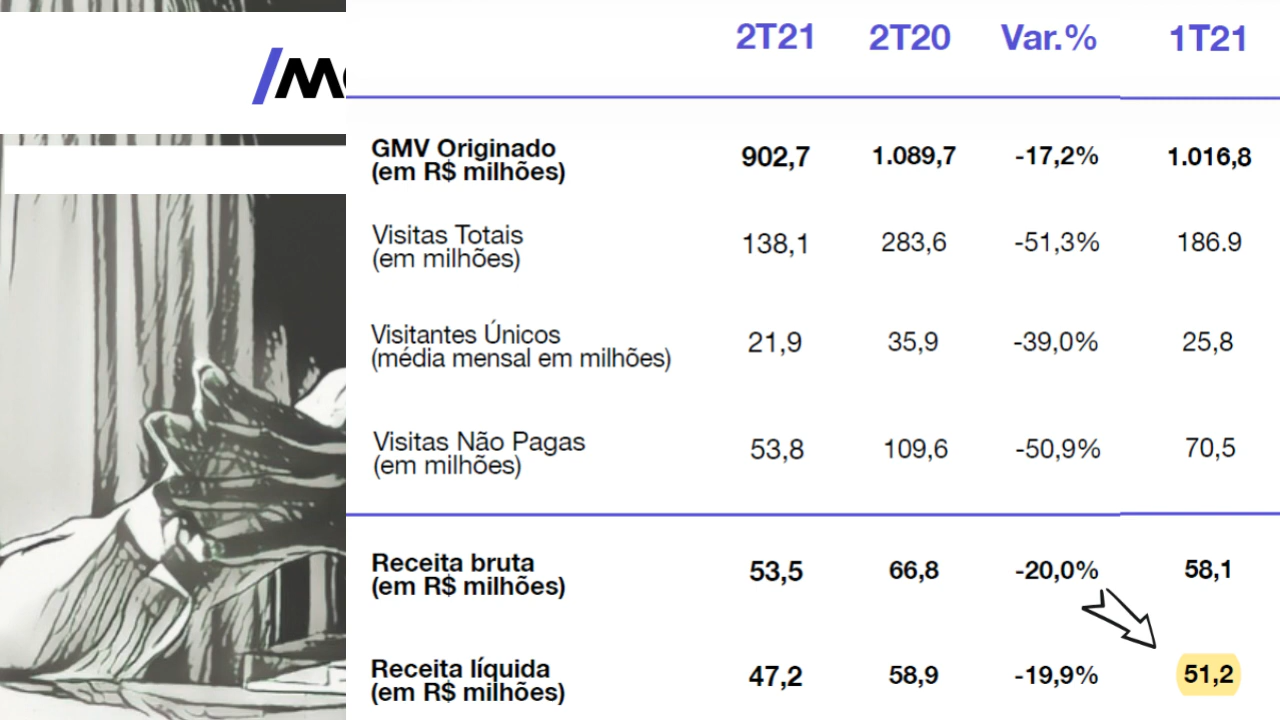 /M
2T21 2T20 Var.% 1T21
GMV Originado
(em R$ milhões) 902,7 1.089,7 -17,2% 1.016,8
Visitas Totais
(em milhões) 138,1 283,6 -51,3% 186.9
Visitantes Únicos
(média mensal em milhões) 21,9 35,9 -39,0% 25,8
Visitas Não Pagas
(em milhões) 53,8 109,6 -50,9% 70,5
Receita bruta
(em R$ milhões) 53,5 66,8 -20,0% 58,1
Receita líquida
(em R$ milhões) 47,2 58,9 -19,9% 51,2